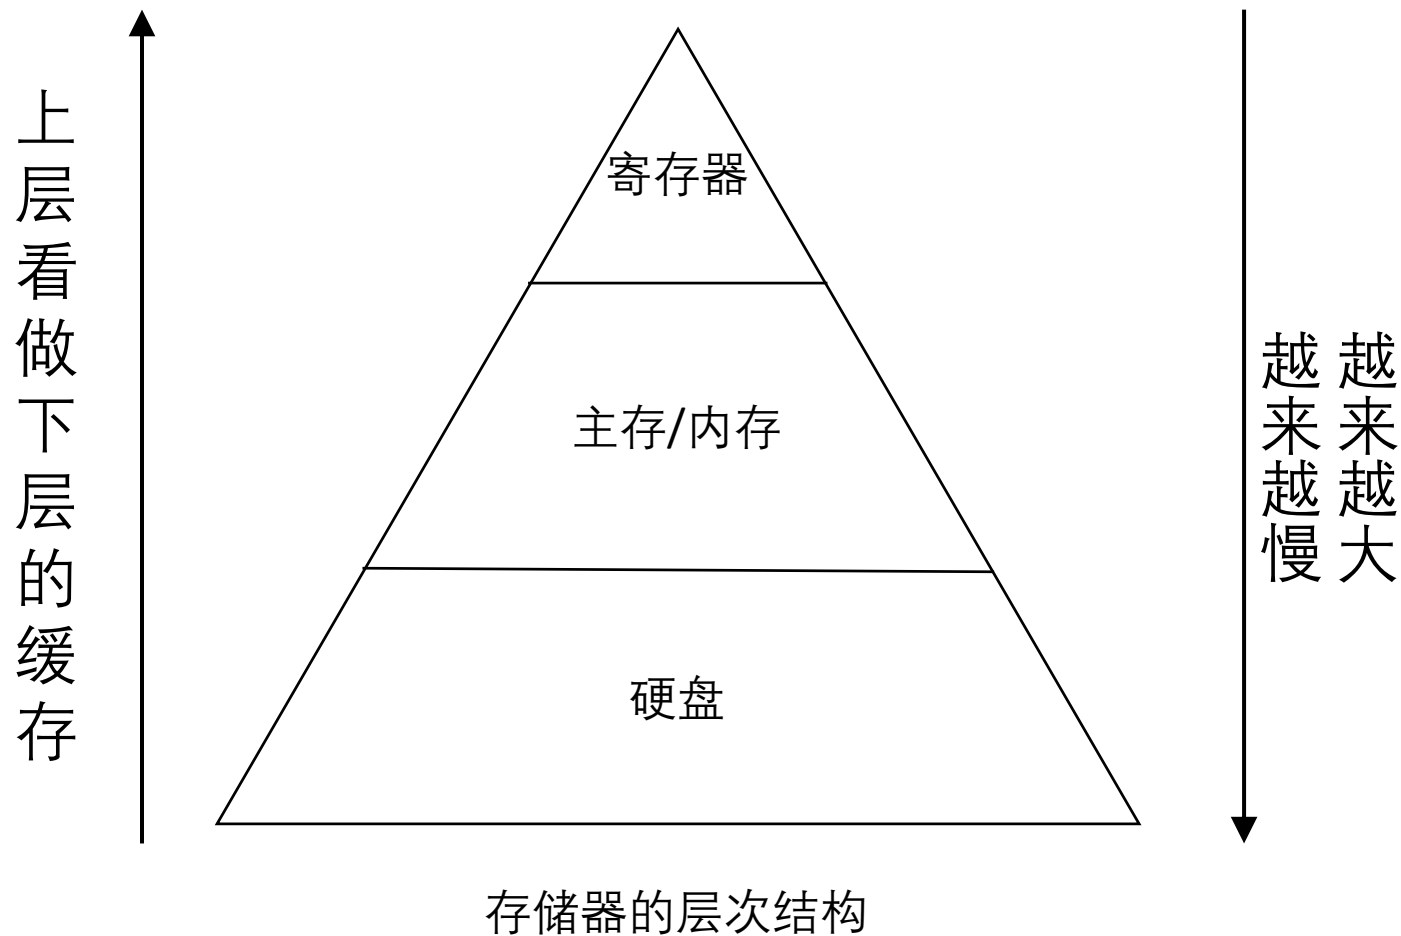 上层看做下层的缓存
寄存器
主存/内存
硬盘
越来越慢
越来越大
存储器的层次结构